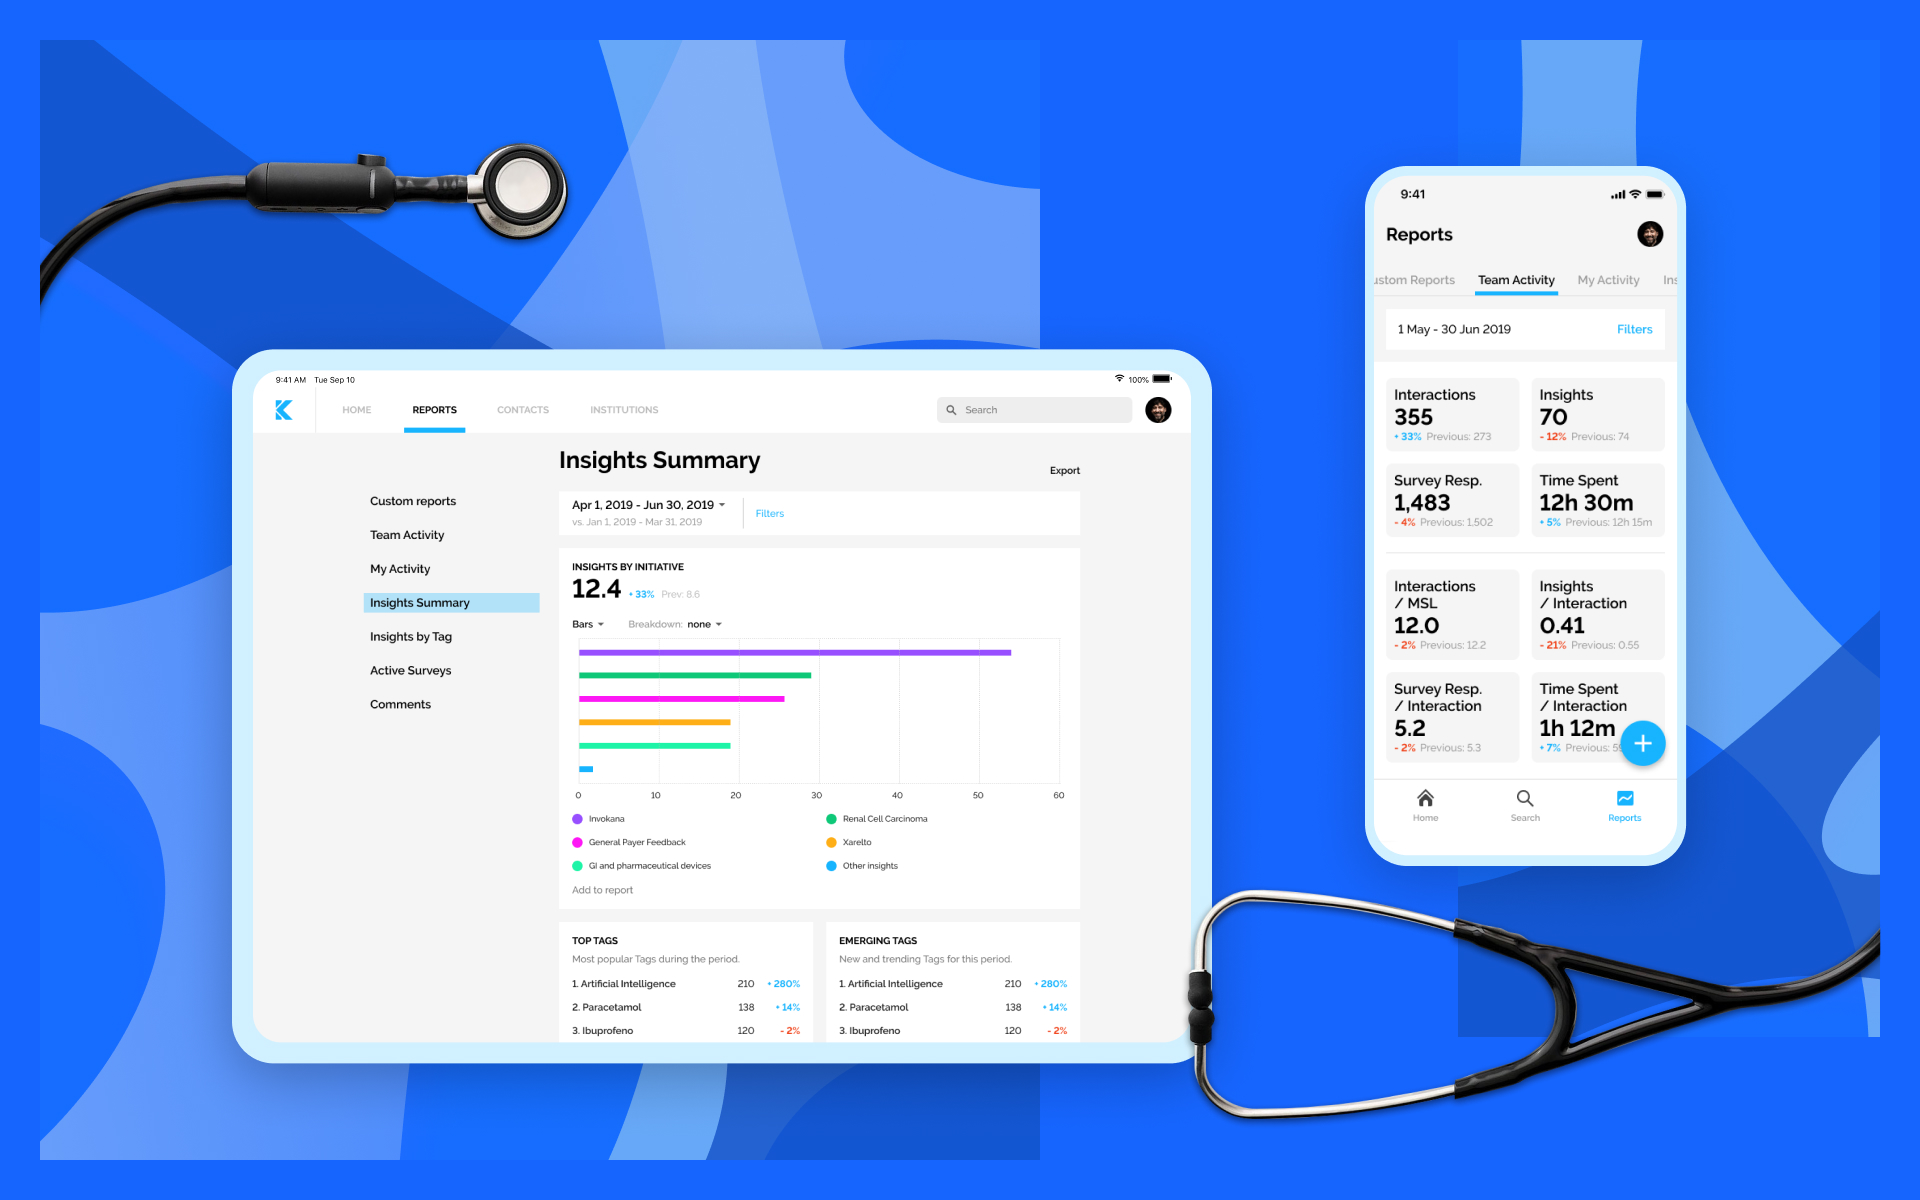 9:41 AM Tue Sep 10
100%
HOME REPORTS CONTACTS INSTITUTIONS
Search
Insights Summary
Export
Custom reports
Team Activity
My Activity
Insights Summary
Insights by Tag
Active Surveys
Comments
Apr 1, 2019 - Jun 30, 2019
vs. Jan 1, 2019 - Mar 31, 2019
Filters
INSIGHTS BY INITIATIVE
12.4 + 33% Prev: 8.6
Bars Breakdown: none
0 10 20 30 40 50 60
Invokana
Renal Cell Carcinoma
General Payer Feedback
Xarelto
GI and pharmaceutical devices
Other insights
Add to report
TOP TAGS
Most popular Tags during the period.
1. Artificial Intelligence 210 + 280%
2. Paracetamol 138 + 14%
3. Ibuprofeno 120 - 2%
EMERGING TAGS
New and trending Tags for this period.
1. Artificial Intelligence 210 + 280%
2. Paracetamol 138 + 14%
3. Ibuprofeno 120 - 2%
9:41
Reports
ustom Reports Team Activity My Activity Ins
1 May - 30 Jun 2019 Filters
Interactions
355
+ 33% Previous: 273
Insights
70
- 12% Previous: 74
Survey Resp.
1,483
- 4% Previous: 1,502
Time Spent
12h 30m
+ 5% Previous: 12h 15m
Interactions
/ MSL
12.0
- 2% Previous: 12.2
Insights
/ Interaction
0.41
- 21% Previous: 0.55
Survey Resp.
/ Interaction
5.2
- 2% Previous: 5.3
Time Spent
/ Interaction
1h 12m
+ 7% Previous:
Home Search Reports